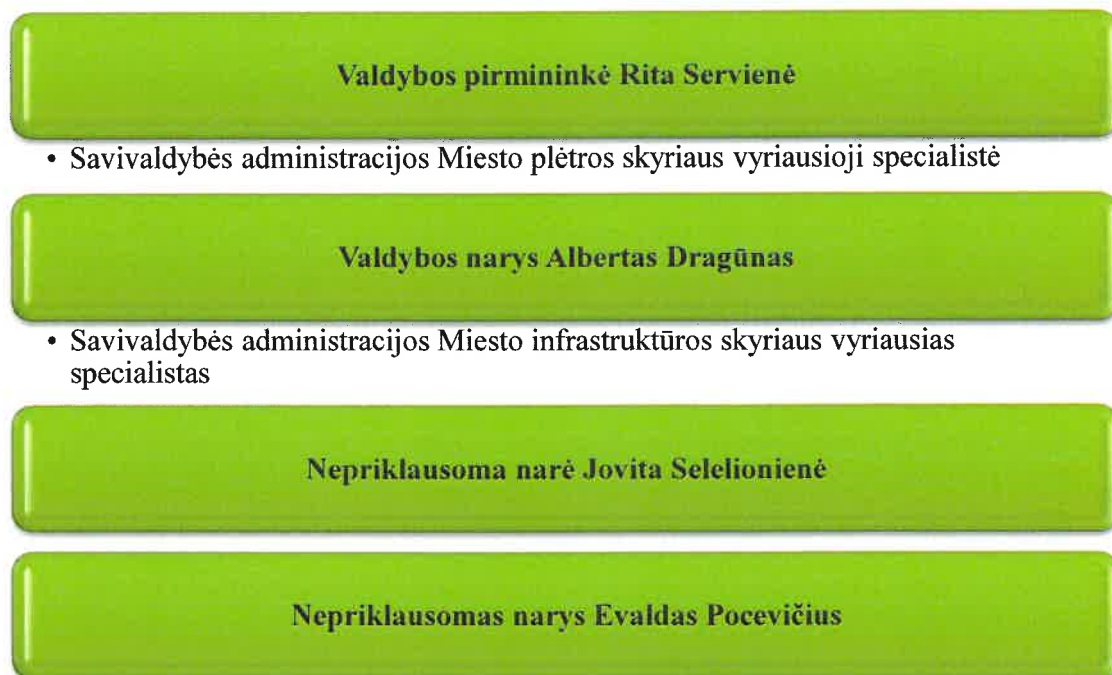 Valdybos pirmininkė Rita Servienė
• Savivaldybės administracijos Miesto plėtros skyriaus vyriausioji specialistė
Valdybos narys Albertas Dragūnas
• Savivaldybės administracijos Miesto infrastruktūros skyriaus vyriausias
specialistas
Nepriklausoma narė Jovita Selelionienė
Nepriklausomas narys Evaldas Pocevičius